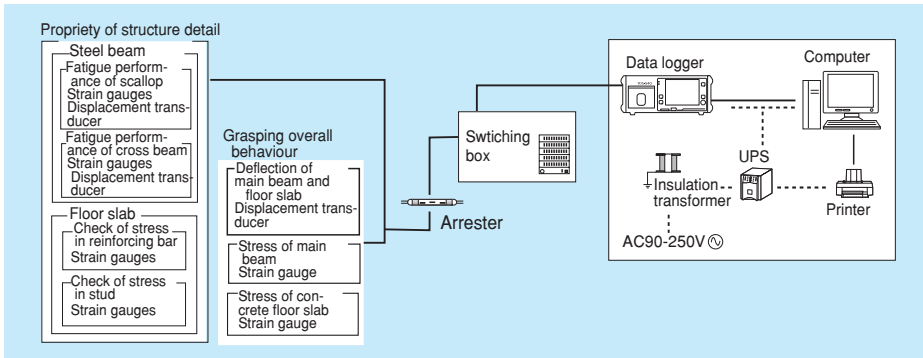 Propriety of structure detail
Steel beam
Fatigue perform-
ance of scallop
Strain gauges
Displacement trans-
ducer
Fatigue perform-
ance of cross beam
Strain gauges
Displacement trans-
ducer
Floor slab
Check of stress
in reinforcing bar
Strain gauges
Check of stress
in stud
Strain gauges
Grasping overall
behaviour
Deflection of
main beam and
floor slab
Displacement trans-
ducer
Stress of main
beam
Strain gauge
Stress of con-
crete floor slab
Strain gauge
Arrester
Swtiching
box
Data logger
Computer
UPS
Insulation
transformer
Printer
AC90-250V